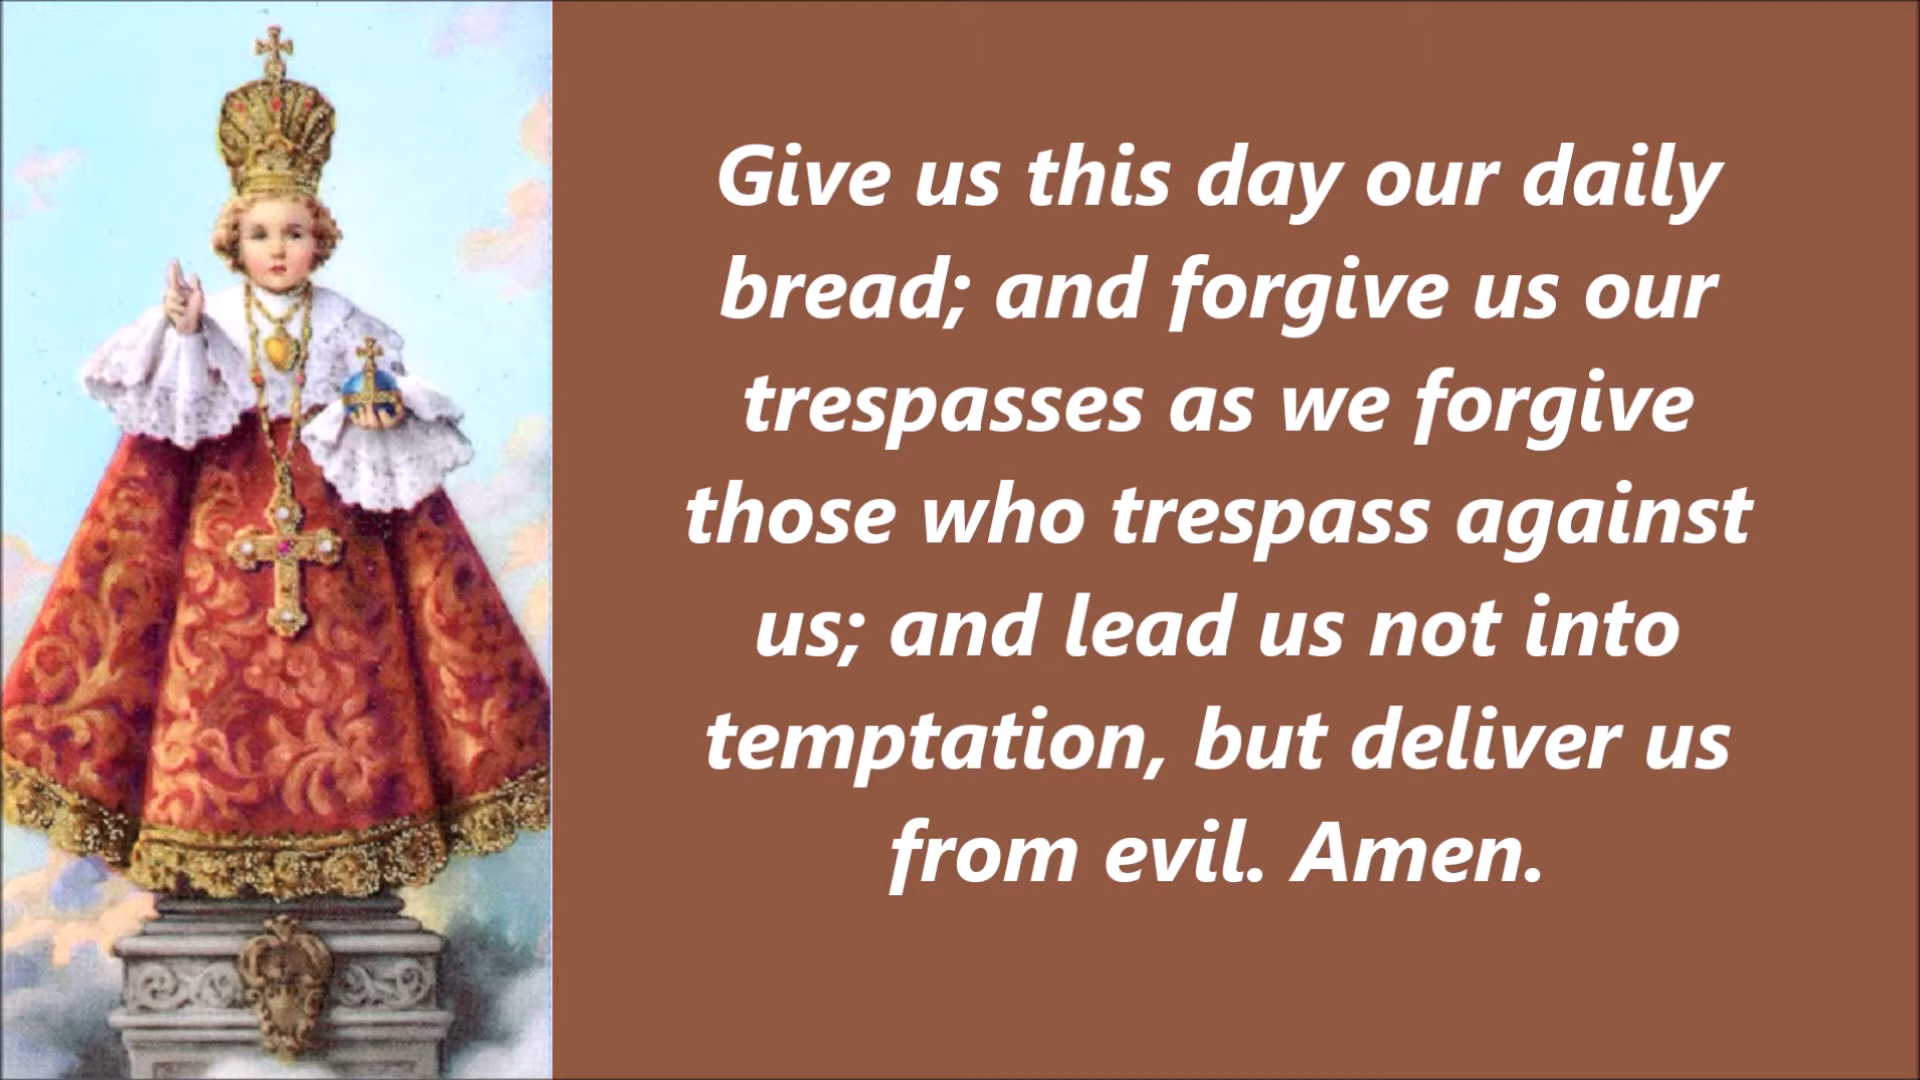 Give us this day our daily
bread; and forgive us our
trespasses as we forgive
those who trespass against
us; and lead us not into
temptation, but deliver us
from evil. Amen.